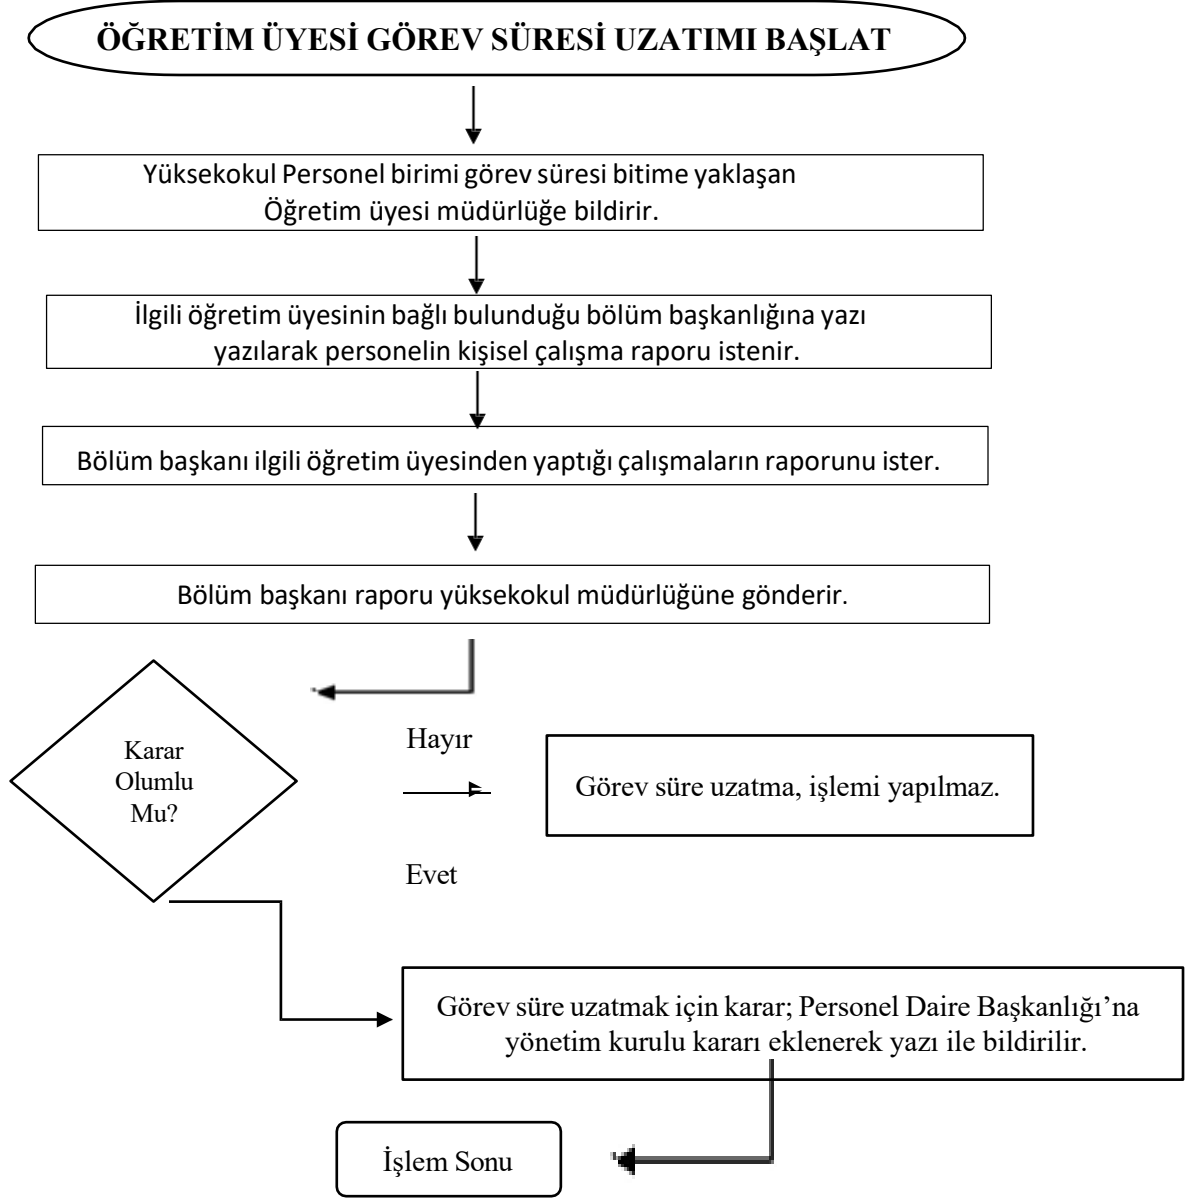 ÖĞRETİM ÜYESİ GÖREV SÜRESİ UZATIMI BAŞLAT
Yüksekokul Personel birimi görev süresi bitime yaklaşan
Öğretim üyesi müdürlüğe bildirir.
İlgili öğretim üyesinin bağlı bulunduğu bölüm başkanlığına yazı
yazılarak personelin kişisel çalışma raporu istenir.
Bölüm başkanı ilgili öğretim üyesinden yaptığı çalışmaların raporunu ister.
Bölüm başkanı raporu yüksekokul müdürlüğüne gönderir.
Karar
Olumlu
Mu?
Hayır
Görev süre uzatma, işlemi yapılmaz.
Evet
Görev süre uzatmak için karar; Personel Daire Başkanlığı’na
yönetim kurulu kararı eklenerek yazı ile bildirilir.
İşlem Sonu